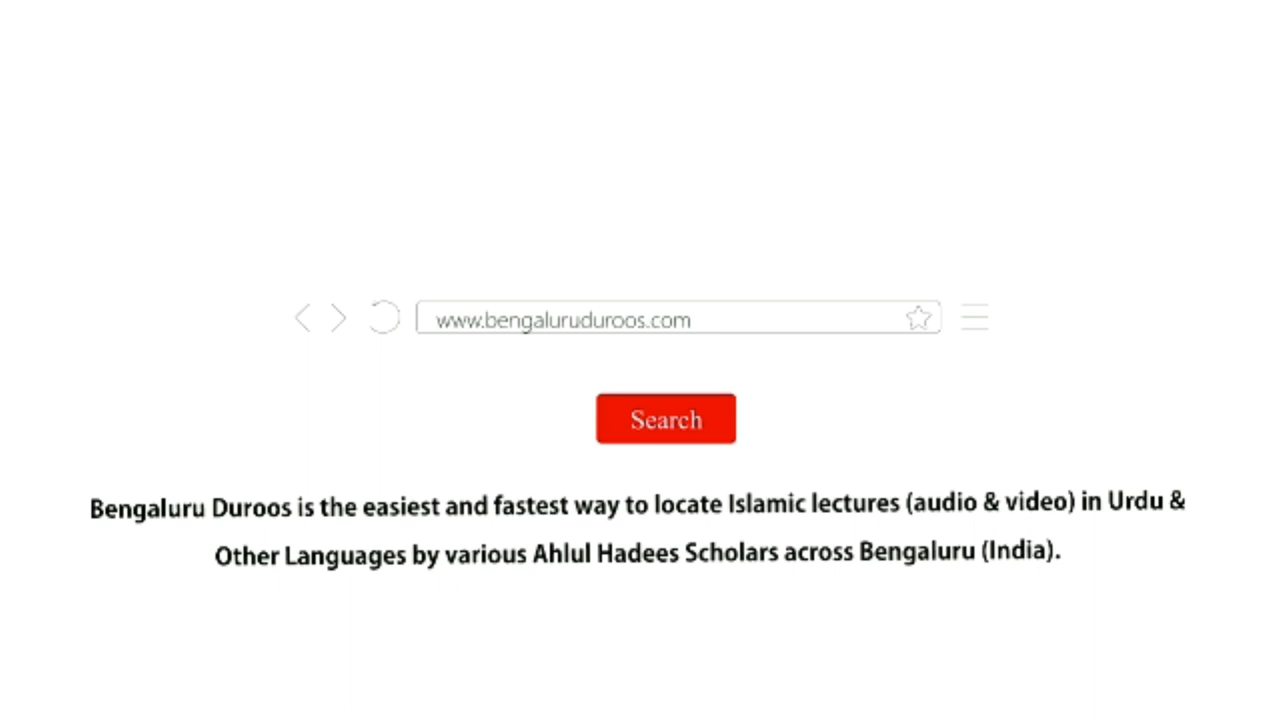 www.bengaluruduroos.com
Search
Bengaluru Duroos is the easiest and fastest way to locate Islamic lectures (audio & video) in Urdu &
Other Languages by various Ahlul Hadees Scholars across Bengaluru (India).